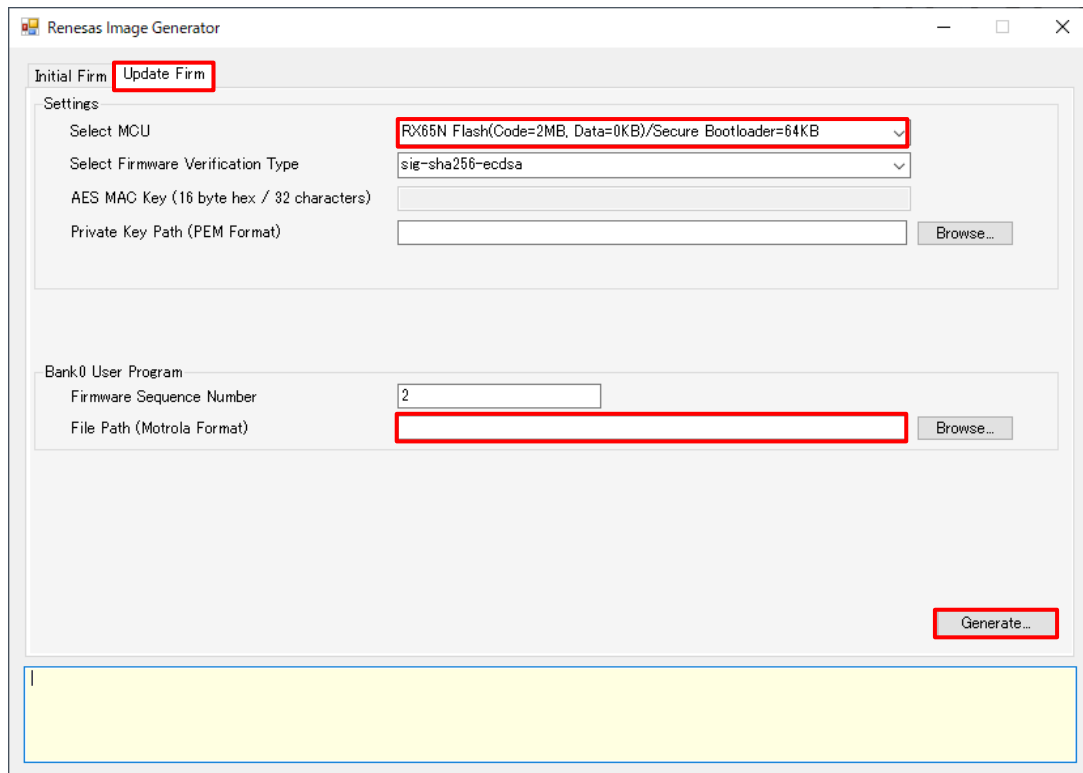 Renesas Image Generator
Initial Firm
Update Firm
Settings
Select MCU
RX65N Flash(Code=2MB, Data=0KB)/Secure Bootloader=64KB
Select Firmware Verification Type
sig-sha256-ecdsa
AES MAC Key (16 byte hex / 32 characters)
Private Key Path (PEM Format)
Browse...
Bank0 User Program
Firmware Sequence Number
2
File Path (Motrola Format)
Browse...
Generate...